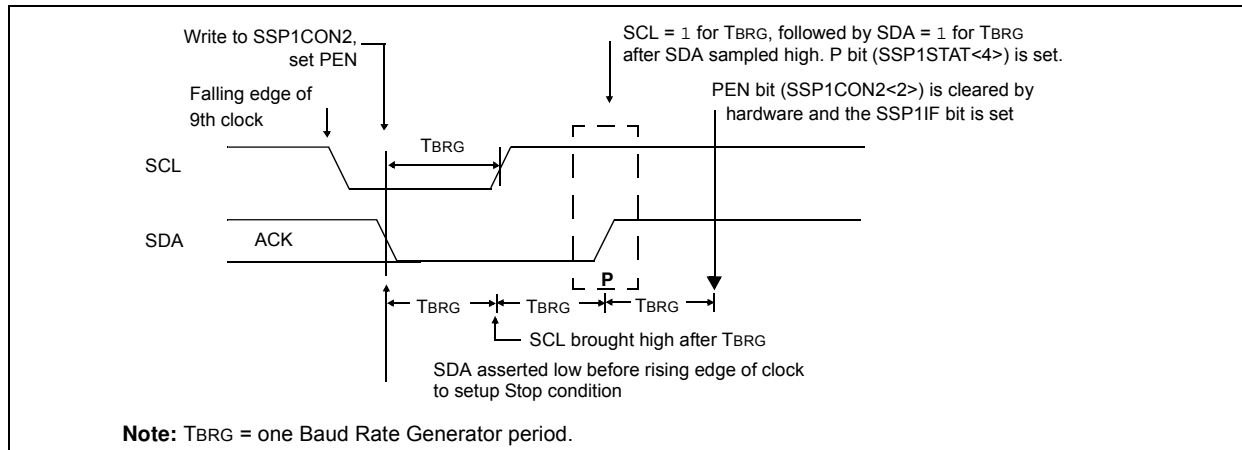 Write to SSP1CON2,
set PEN
SCL = 1 for TBRG, followed by SDA = 1 for TBRG
after SDA sampled high. P bit (SSP1STAT<4>) is set.
PEN bit (SSP1CON2<2>) is cleared by
hardware and the SSP1IF bit is set
Falling edge of
9th clock
TBRG
SCL
SDA
ACK
P
TBRG
TBRG
TBRG
SCL brought high after TBRG
SDA asserted low before rising edge of clock
to setup Stop condition
Note: TBRG = one Baud Rate Generator period.